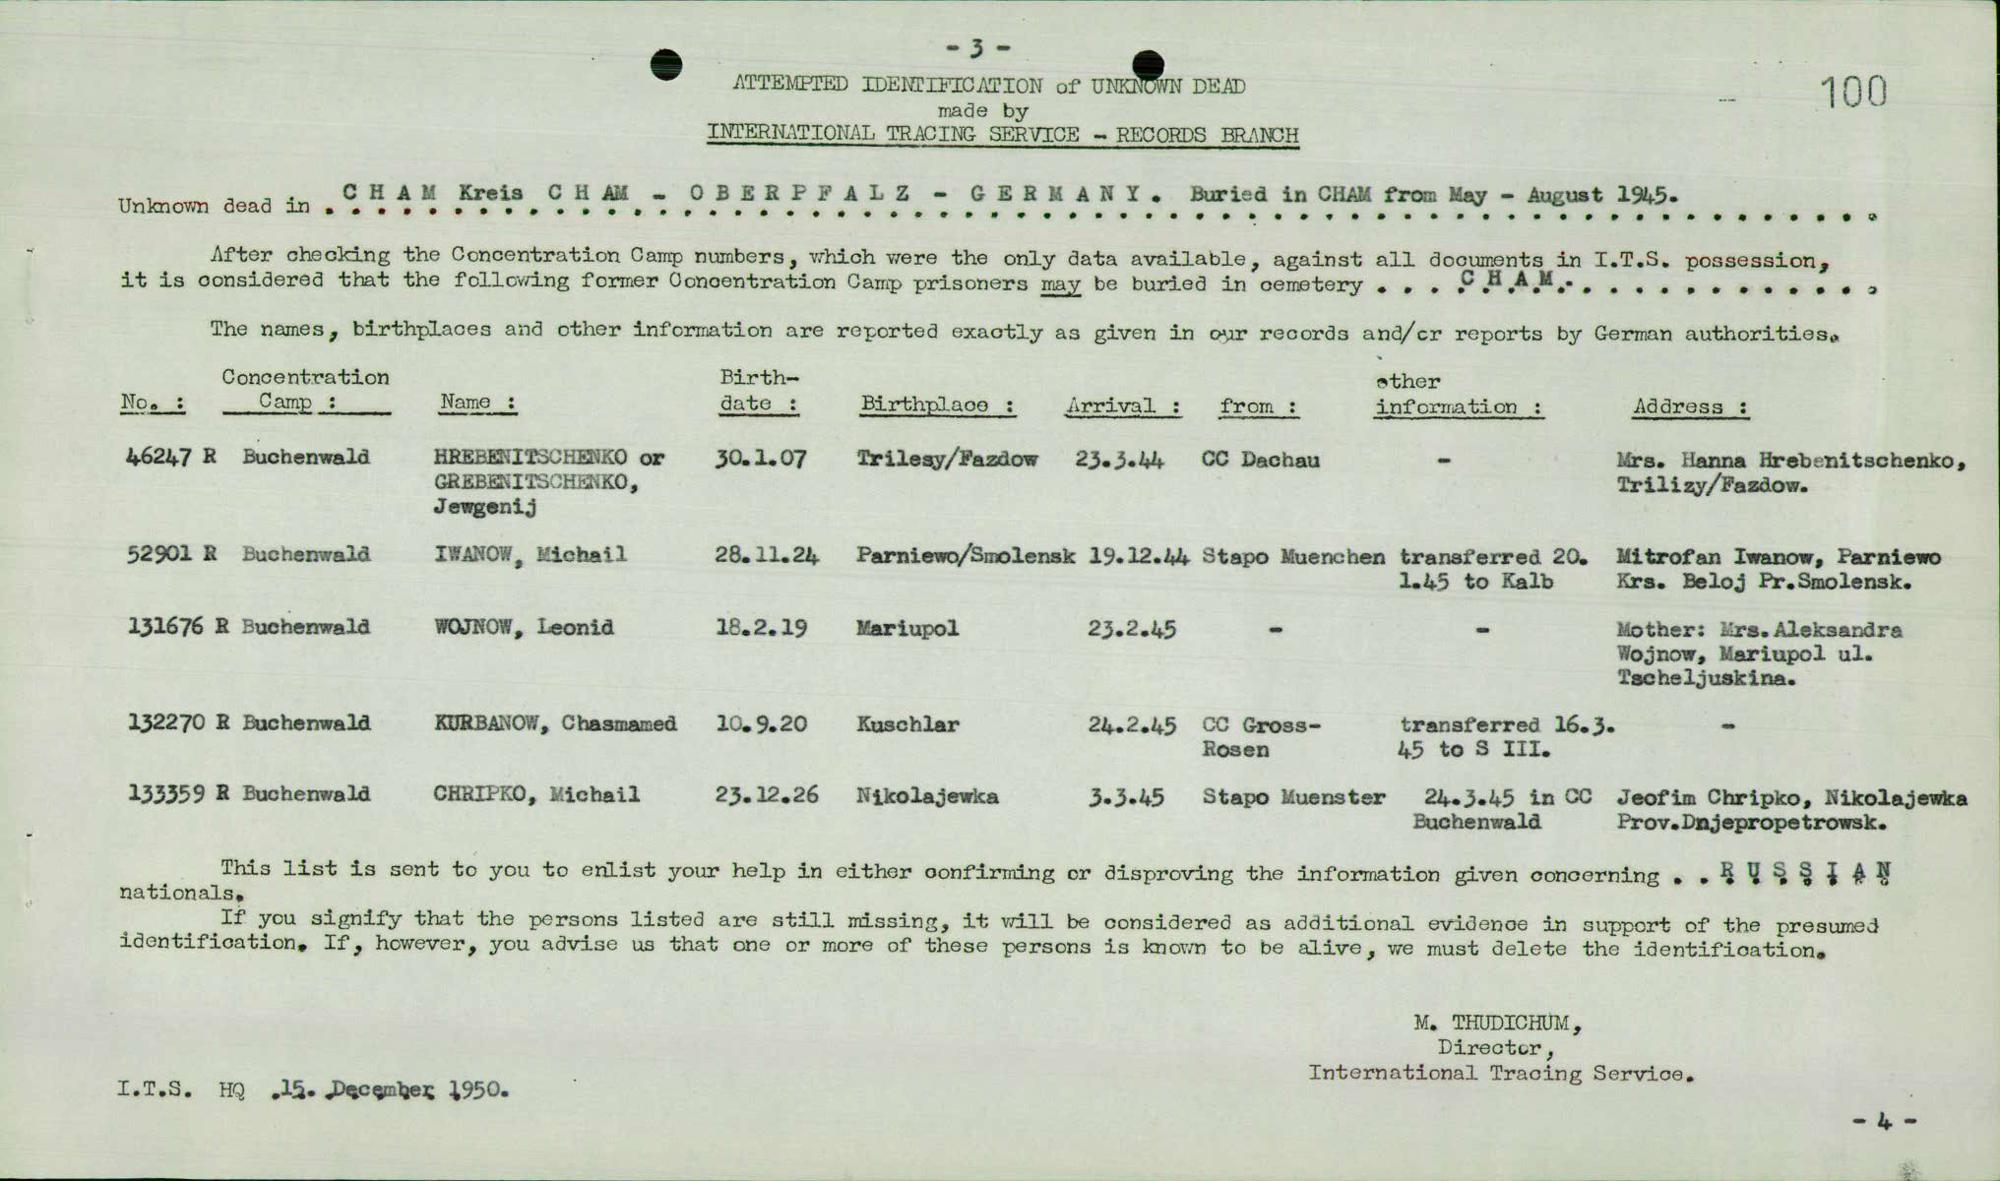 - 3 -
100
ATTEMPTED IDENTIFICATION of UNKNOWN DEAD
made by
INTERNATIONAL TRACING SERVICE - RECORDS BRANCH
Unknown dead in . C H A M Kreis C H AM - O B E R P F A L Z - G E R M A N Y. Buried in CHAM from May - August 1945.
After checking the Concentration Camp numbers, which were the only data available, against all documents in I.T.S. possession,
it is considered that the following former Concentration Camp prisoners may be buried in cemetery . . . C.H.A.M. . . . . . . . . . . . . .
The names, birthplaces and other information are reported exactly as given in our records and/or reports by German authorities.
Concentration Birth- other
No. : Camp : Name : date : Birthplace : Arrival : from : information : Address :
46247 R Buchenwald HREBENITSCHENKO or 30.1.07 Trilesy/Fazdow 23.3.44 CC Dachau - Mrs. Hanna Hrebenitschenko,
GREBENITSCHENKO, Trilizy/Fazdow.
Jewgenij
52901 R Buchenwald IWANOW, Michail 28.11.24 Parniewo/Smolensk 19.12.44 Stapo Muenchen transferred 20. Mitrofan Iwanow, Parniewo
1.45 to Kalb Krs. Beloj Pr.Smolensk.
131676 R Buchenwald WOJNOW, Leonid 18.2.19 Mariupol 23.2.45 - - Mother: Mrs.Aleksandra
Wojnow, Mariupol ul.
Tscheljuskina.
132270 R Buchenwald KURBANOW, Chasmamed 10.9.20 Kuschlar 24.2.45 CC Gross- transferred 16.3. -
Rosen 45 to S III.
133359 R Buchenwald CHRIPKO, Michail 23.12.26 Nikolajewka 3.3.45 Stapo Muenster 24.3.45 in CC Jeofim Chripko, Nikolajewka
Buchenwald Prov.Dnjepropetrowsk.
This list is sent to you to enlist your help in either confirming or disproving the information given concerning . . R U S S I A N
nationals.
If you signify that the persons listed are still missing, it will be considered as additional evidence in support of the presumed
identification. If, however, you advise us that one or more of these persons is known to be alive, we must delete the identification.
M. THUDICHUM,
Director,
International Tracing Service.
I.T.S. HQ .15. December 1950.
- 4 -